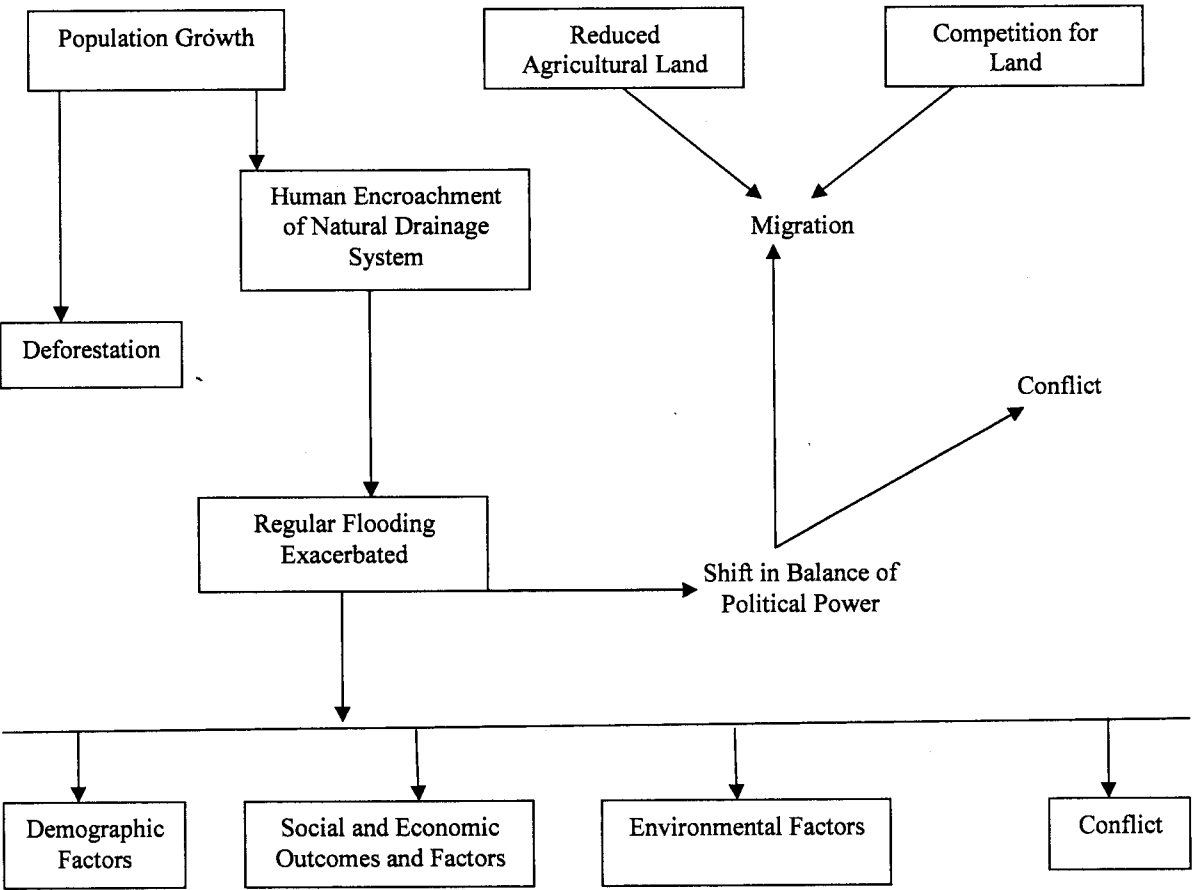 Population Growth
Reduced
Agricultural Land
Competition for
Land
Human Encroachment
of Natural Drainage
System
Migration
Deforestation
Conflict
Regular Flooding
Exacerbated
Shift in Balance of
Political Power
Demographic
Factors
Social and Economic
Outcomes and Factors
Environmental Factors
Conflict